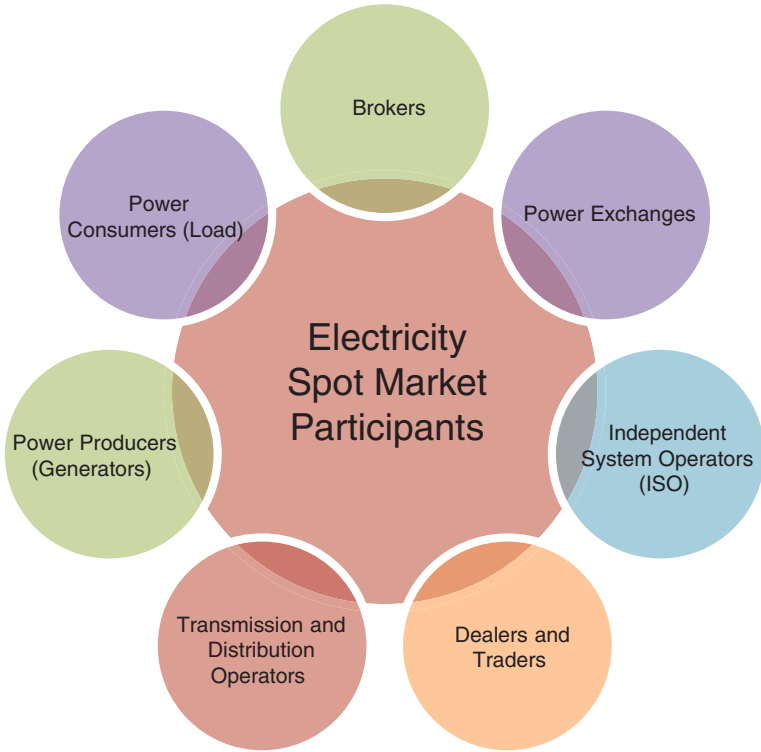 Brokers
Power
Consumers (Load)
Power Exchanges
Electricity
Spot Market
Participants
Power Producers
(Generators)
Independent
System Operators
(ISO)
Transmission and
Distribution
Operators
Dealers and
Traders